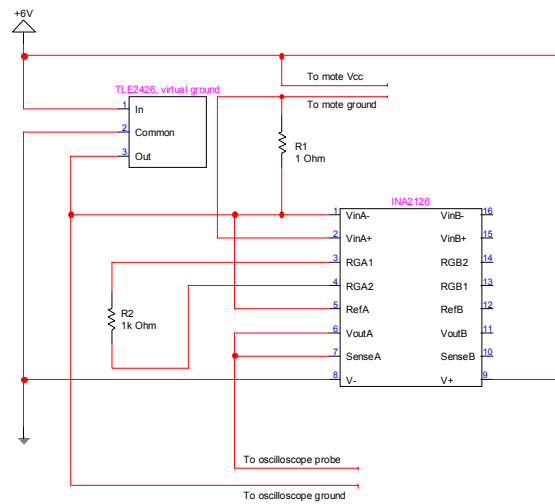 +6V
To mote Vcc
TLE2426, virtual ground
To mote ground
1 In
2 Common
3 Out
R1
1 Ohm
INA2126
1 VinA- VinB- 16
2 VinA+ VinB+ 15
3 RGA1 RGB2 14
4 RGA2 RGB1 13
5 RefA RefB 12
6 VoutA VoutB 11
7 SenseA SenseB 10
8 V- V+ 9
R2
1k Ohm
To oscilloscope probe
To oscilloscope ground